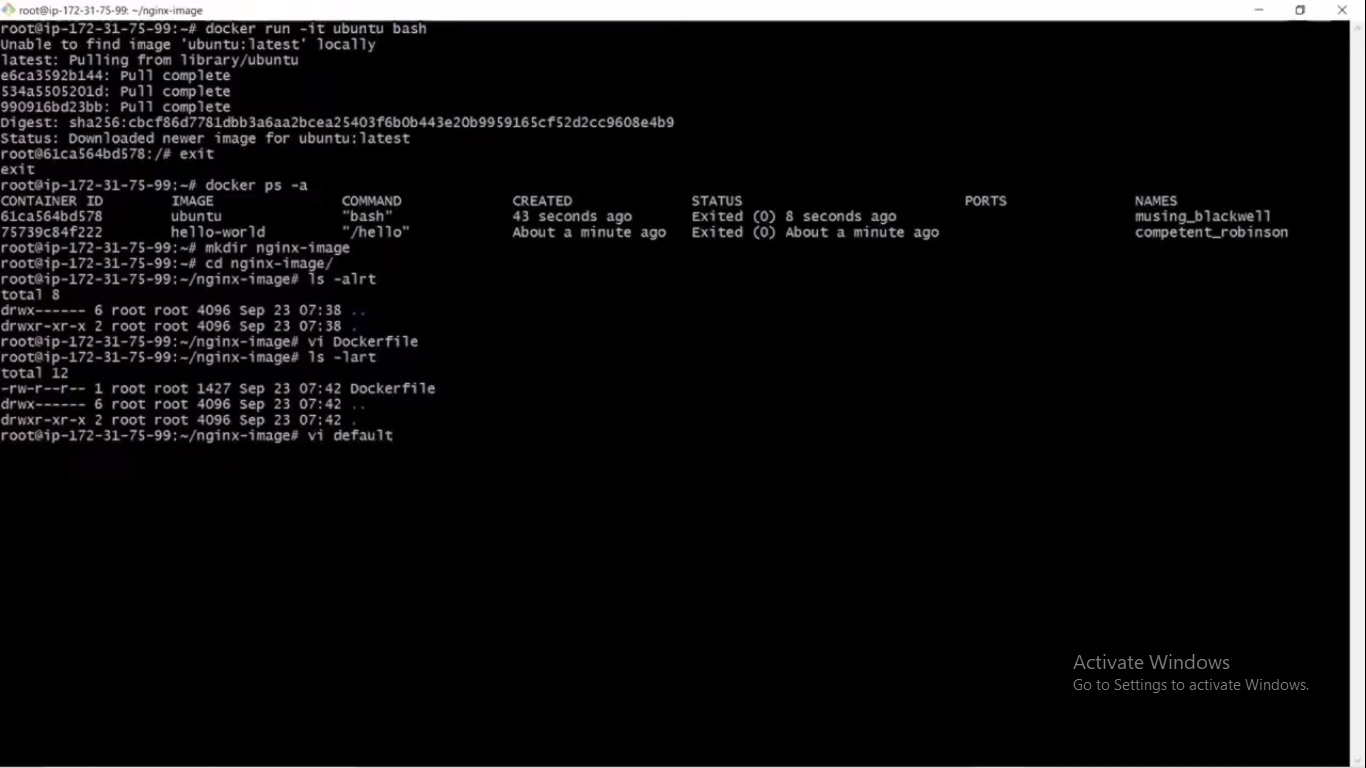 root@ip-172-31-75-99: ~/nginx-image
root@ip-172-31-75-99:~# docker run -it ubuntu bash
Unable to find image 'ubuntu:latest' locally
latest: Pulling from library/ubuntu
e6ca3592b144: Pull complete
534a5505201d: Pull complete
990916bd23bb: Pull complete
Digest: sha256:cbcf86d7781dbb3a6aa2bcea25403f6b0b443e20b9959165cf52d2cc9608e4b9
Status: Downloaded newer image for ubuntu:latest
root@61ca564bd578:/# exit
exit
root@ip-172-31-75-99:~# docker ps -a
CONTAINER ID IMAGE COMMAND CREATED STATUS PORTS NAMES
61ca564bd578 ubuntu "bash" 43 seconds ago Exited (0) 8 seconds ago musing_blackwell
75739c84f222 hello-world "/hello" About a minute ago Exited (0) About a minute ago competent_robinson
root@ip-172-31-75-99:~# mkdir nginx-image
root@ip-172-31-75-99:~# cd nginx-image/
root@ip-172-31-75-99:~/nginx-image# ls -alrt
total 8
drwx------ 6 root root 4096 Sep 23 07:38 ..
drwxr-xr-x 2 root root 4096 Sep 23 07:38 .
root@ip-172-31-75-99:~/nginx-image# vi Dockerfile
root@ip-172-31-75-99:~/nginx-image# ls -lart
total 12
-rw-r--r-- 1 root root 1427 Sep 23 07:42 Dockerfile
drwx------ 6 root root 4096 Sep 23 07:42 ..
drwxr-xr-x 2 root root 4096 Sep 23 07:42 .
root@ip-172-31-75-99:~/nginx-image# vi default
Activate Windows
Go to Settings to activate Windows.